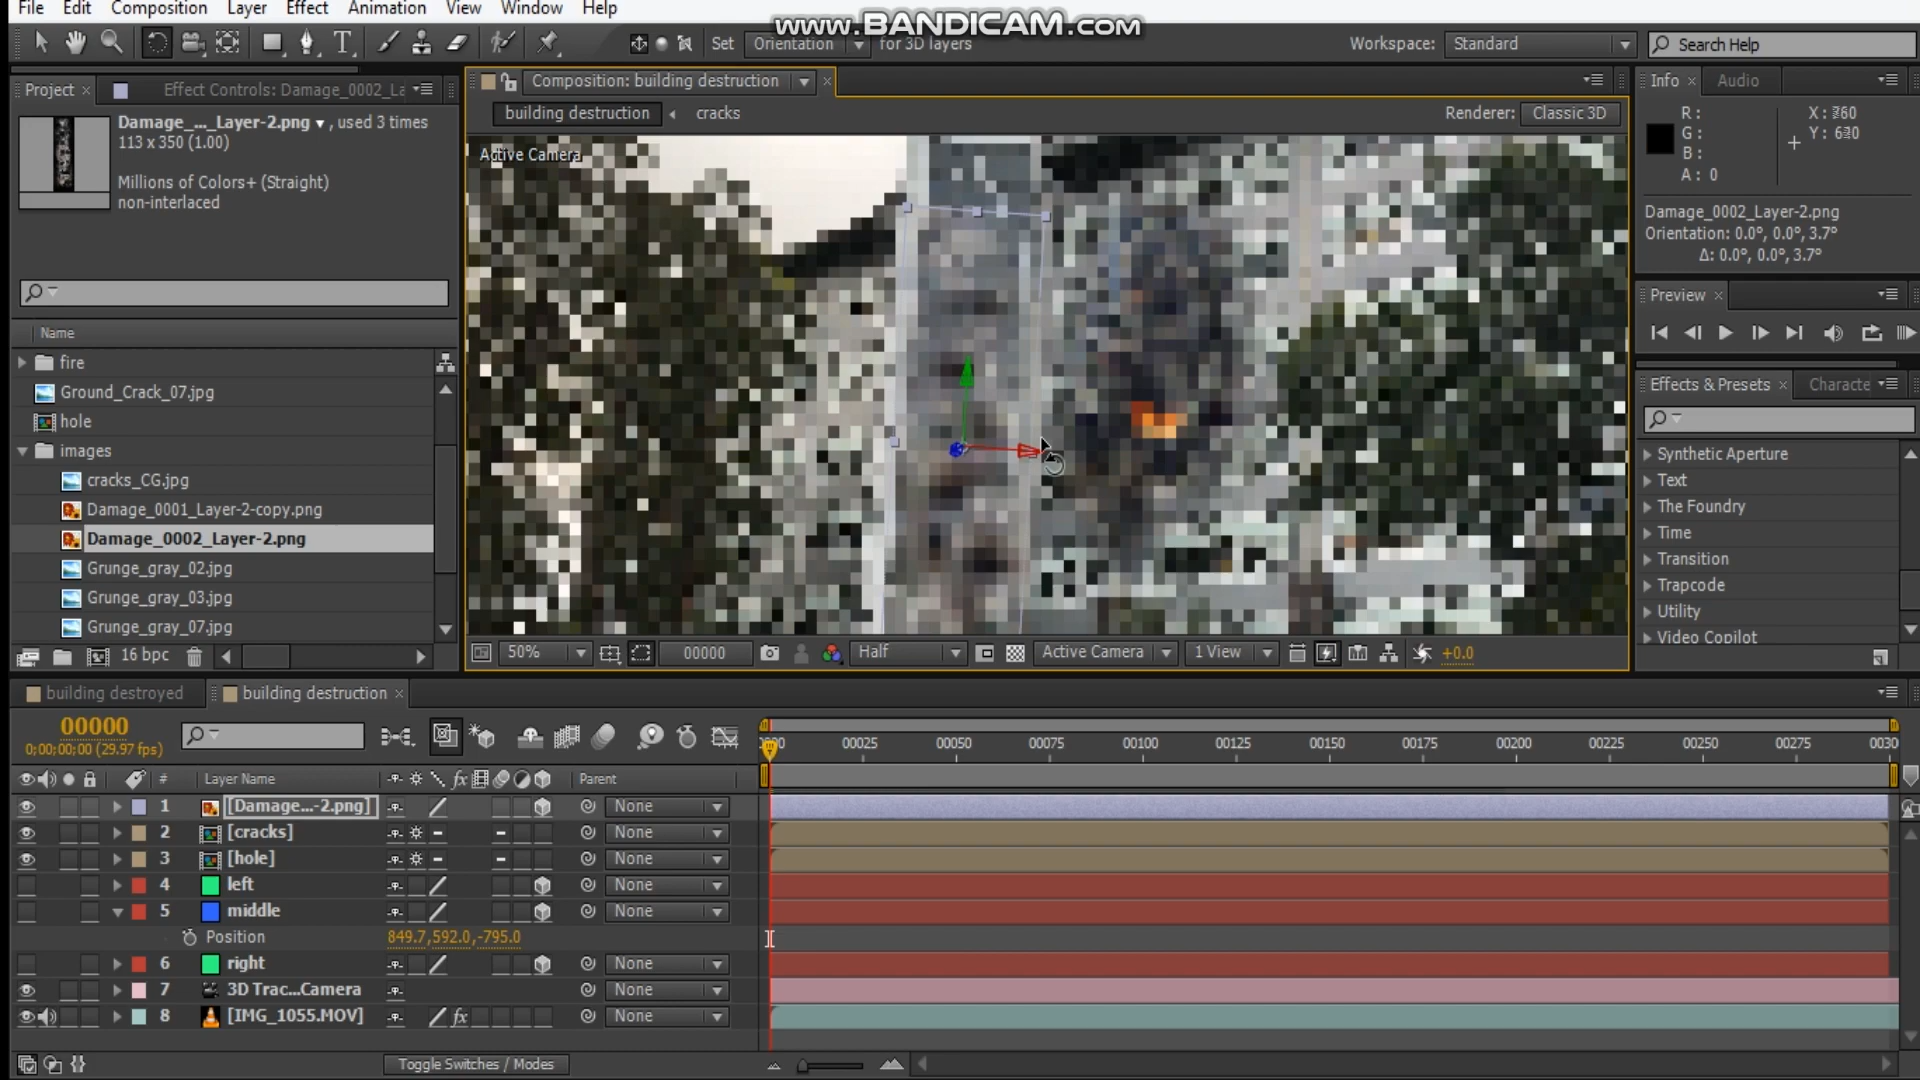 File Edit Composition Layer Effect Animation View Window Help
www.BANDICAM.com
Set Orientation for 3D layers
Workspace: Standard
Search Help
Project × Effect Controls: Damage_0002_La
Damage_..._Layer-2.png ▾, used 3 times
113 x 350 (1.00)
Millions of Colors+ (Straight)
non-interlaced
Name
fire
Ground_Crack_07.jpg
hole
images
cracks_CG.jpg
Damage_0001_Layer-2-copy.png
Damage_0002_Layer-2.png
Grunge_gray_02.jpg
Grunge_gray_03.jpg
Grunge_gray_07.jpg
16 bpc
Composition: building destruction
building destruction cracks
Renderer: Classic 3D
Active Camera
50% 00000 Half Active Camera 1 View +0.0
Info × Audio
R:
G:
B:
A: 0
Damage_0002_Layer-2.png
Orientation: 0.0°, 0.0°, 3.7°
Δ: 0.0°, 0.0°, 3.7°
Preview ×
Effects & Presets × Characte
Synthetic Aperture
Text
The Foundry
Time
Transition
Trapcode
Utility
Video Copilot
building destroyed building destruction ×
00000
0;00;00;00 (29.97 fps)
00025 00050 00075 00100 00125 00150 00175 00200 00225 00250 00275 0030
# Layer Name fx Parent
1 [Damage...-2.png] None
2 [cracks] None
3 [hole] None
4 left None
5 middle None
Position 849.7,592.0,-795.0
6 right None
7 3D Trac...Camera None
8 [IMG_1055.MOV] fx None
Toggle Switches / Modes